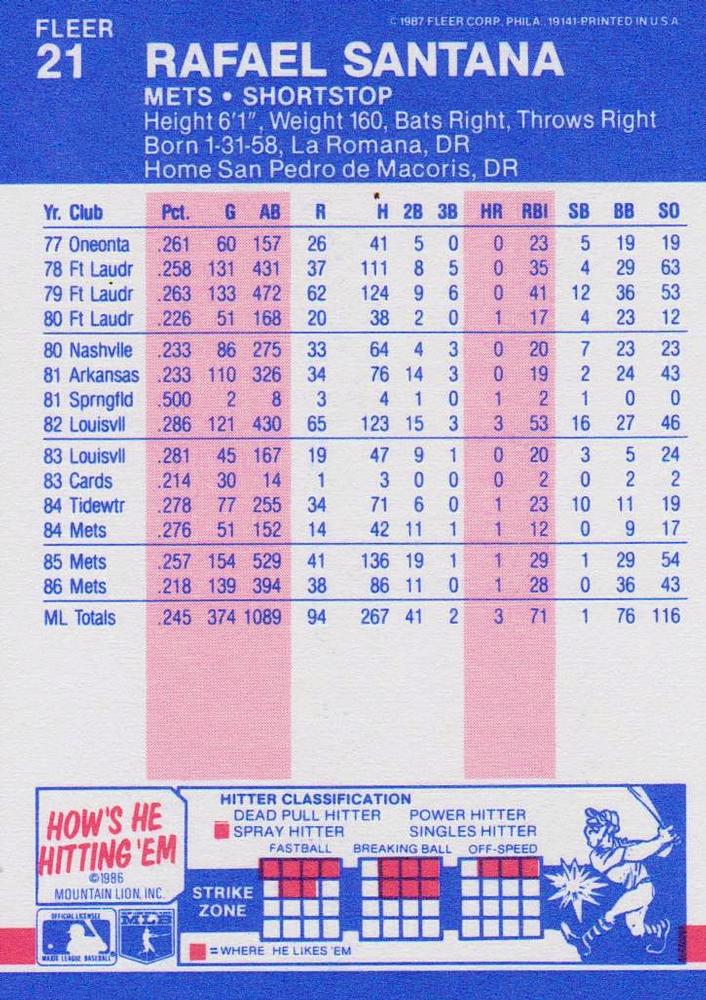 FLEER
© 1987 FLEER CORP., PHILA. 19141-PRINTED IN U.S.A.
21 RAFAEL SANTANA
METS • SHORTSTOP
Height 6'1", Weight 160, Bats Right, Throws Right
Born 1-31-58, La Romana, DR
Home San Pedro de Macoris, DR
Yr. Club Pct. G AB R H 2B 3B HR RBI SB BB SO
77 Oneonta .261 60 157 26 41 5 0 0 23 5 19 19
78 Ft Laudr .258 131 431 37 111 8 5 0 35 4 29 63
79 Ft Laudr .263 133 472 62 124 9 6 0 41 12 36 53
80 Ft Laudr .226 51 168 20 38 2 0 1 17 4 23 12
80 Nashvlle .233 86 275 33 64 4 3 0 20 7 23 23
81 Arkansas .233 110 326 34 76 14 3 0 19 2 24 43
81 Sprngfld .500 2 8 3 4 1 0 1 2 1 0 0
82 Louisvll .286 121 430 65 123 15 3 3 53 16 27 46
83 Louisvll .281 45 167 19 47 9 1 0 20 3 5 24
83 Cards .214 30 14 1 3 0 0 0 2 0 2 2
84 Tidewtr .278 77 255 34 71 6 0 1 23 10 11 19
84 Mets .276 51 152 14 42 11 1 1 12 0 9 17
85 Mets .257 154 529 41 136 19 1 1 29 1 29 54
86 Mets .218 139 394 38 86 11 0 1 28 0 36 43
ML Totals .245 374 1089 94 267 41 2 3 71 1 76 116
HOW'S HE
HITTING 'EM
©1986
MOUNTAIN LION, INC.
HITTER CLASSIFICATION
DEAD PULL HITTER POWER HITTER
SPRAY HITTER SINGLES HITTER
FASTBALL BREAKING BALL OFF-SPEED
STRIKE
ZONE
=WHERE HE LIKES 'EM
OFFICIAL LICENSEE
MAJOR LEAGUE BASEBALL
MLB